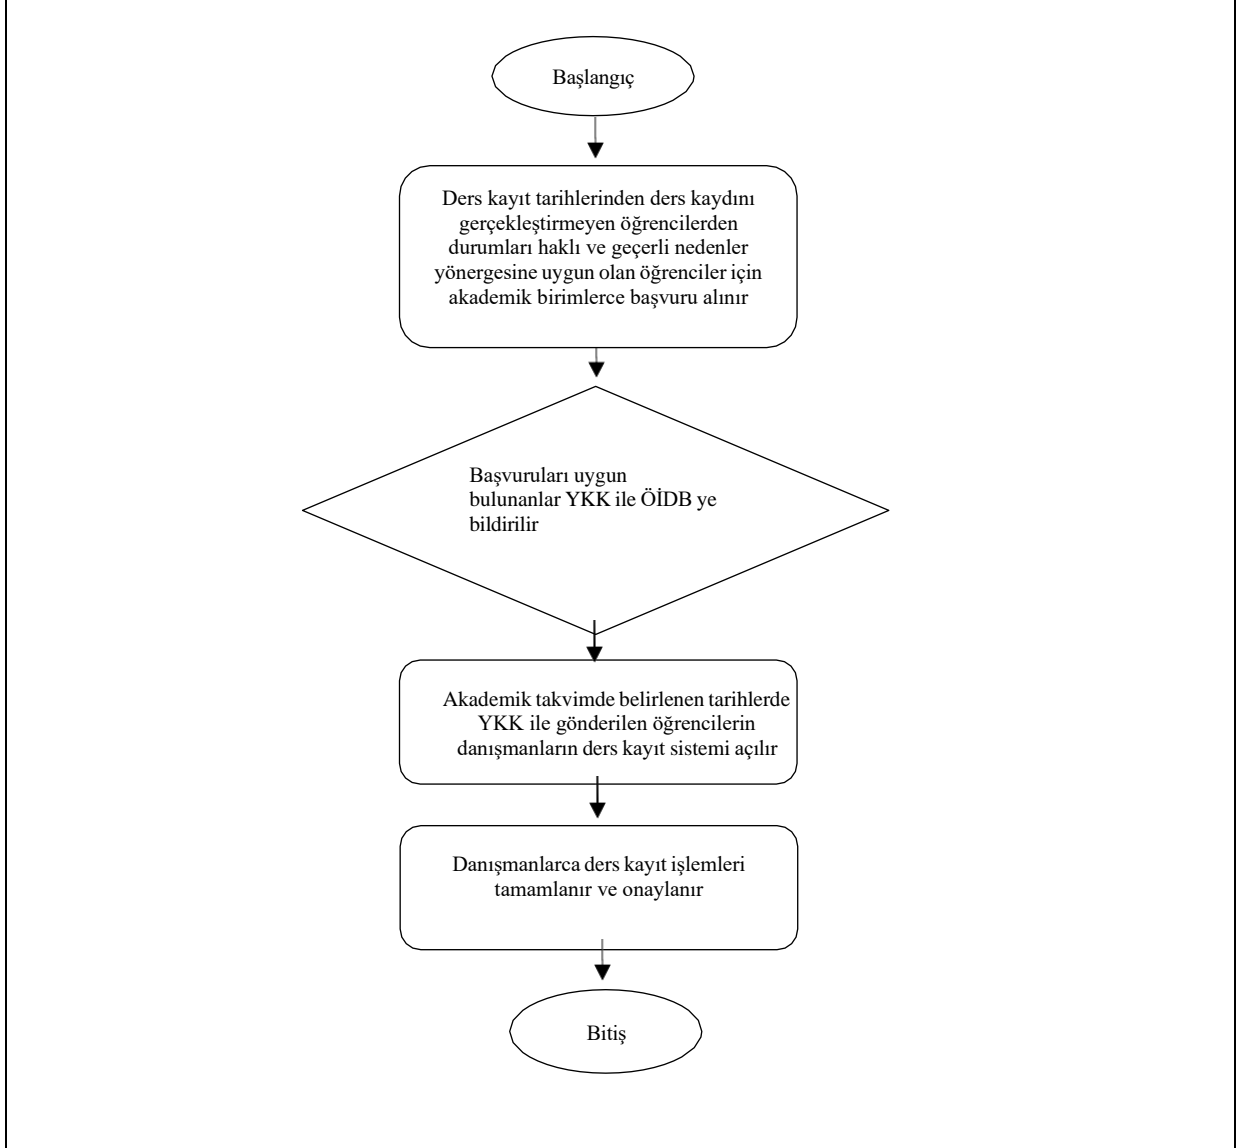 Başlangıç
Ders kayıt tarihlerinden ders kaydını
gerçekleştirmeyen öğrencilerden
durumları haklı ve geçerli nedenler
yönergesine uygun olan öğrenciler için
akademik birimlerce başvuru alınır
Başvuruları uygun
bulunanlar YKK ile ÖİDB ye
bildirilir
Akademik takvimde belirlenen tarihlerde
YKK ile gönderilen öğrencilerin
danışmanların ders kayıt sistemi açılır
Danışmanlarca ders kayıt işlemleri
tamamlanır ve onaylanır
Bitiş